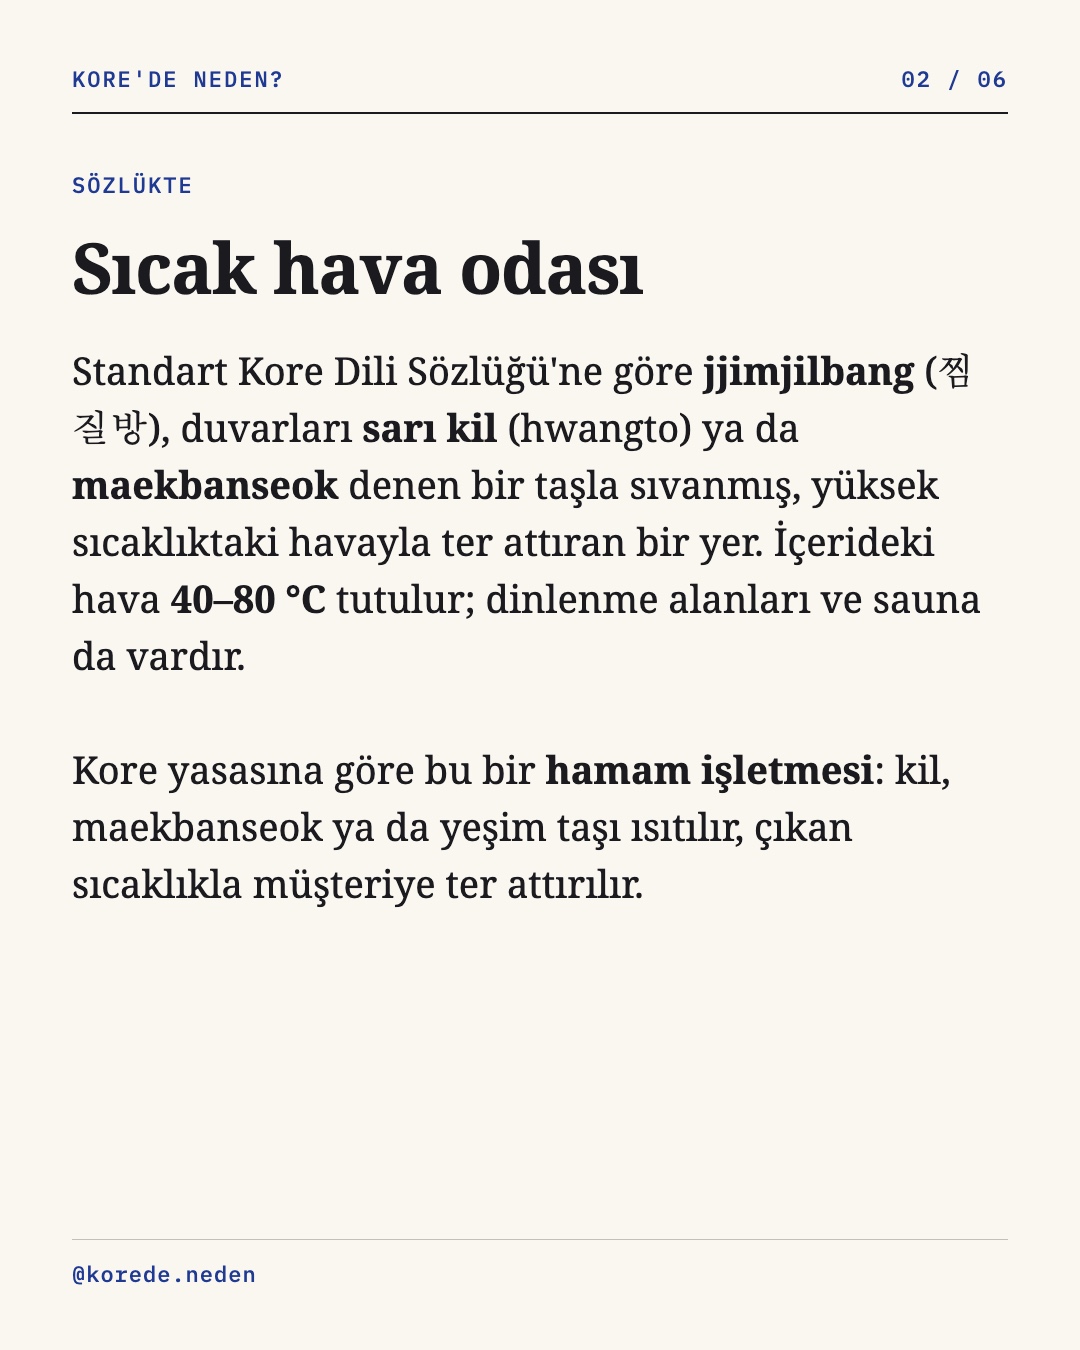 KORE'DE NEDEN?
02 / 06
SÖZLÜKTE
Sıcak hava odası
Standart Kore Dili Sözlüğü'ne göre jjimjilbang (찜
질방), duvarları sarı kil (hwangto) ya da
maekbanseok denen bir taşla sıvanmış, yüksek
sıcaklıktaki havayla ter attıran bir yer. İçerideki
hava 40–80 °C tutulur; dinlenme alanları ve sauna
da vardır.
Kore yasasına göre bu bir hamam işletmesi: kil,
maekbanseok ya da yeşim taşı ısıtılır, çıkan
sıcaklıkla müşteriye ter attırılır.
@korede.neden